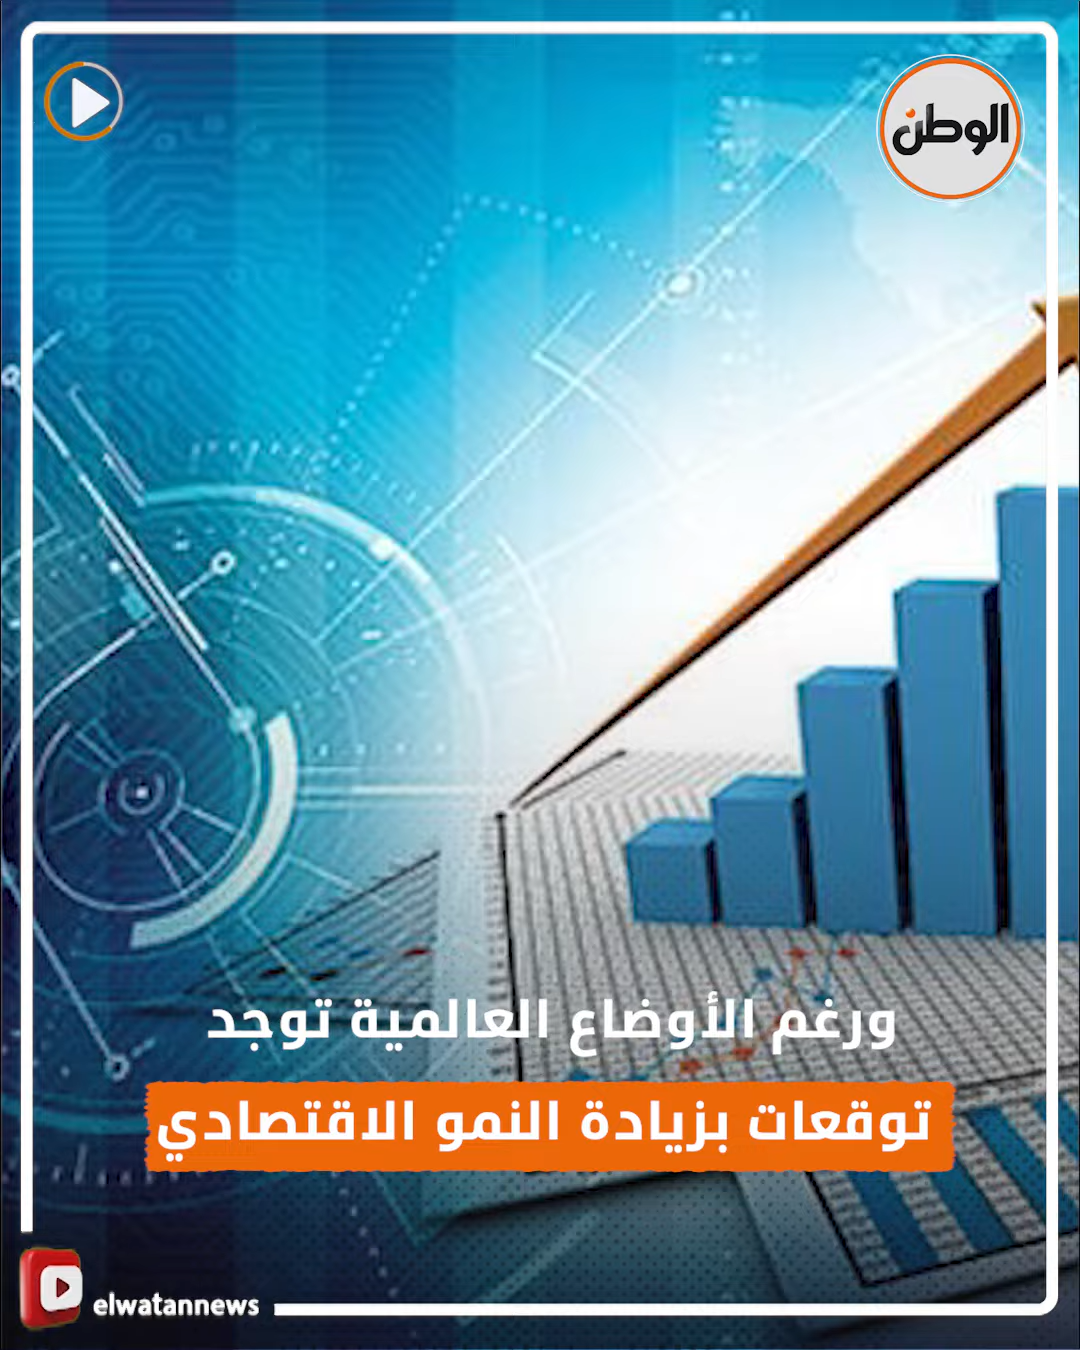 الوطن
ورغم الأوضاع العالمية توجد
توقعات بزيادة النمو الاقتصادي
elwatannews